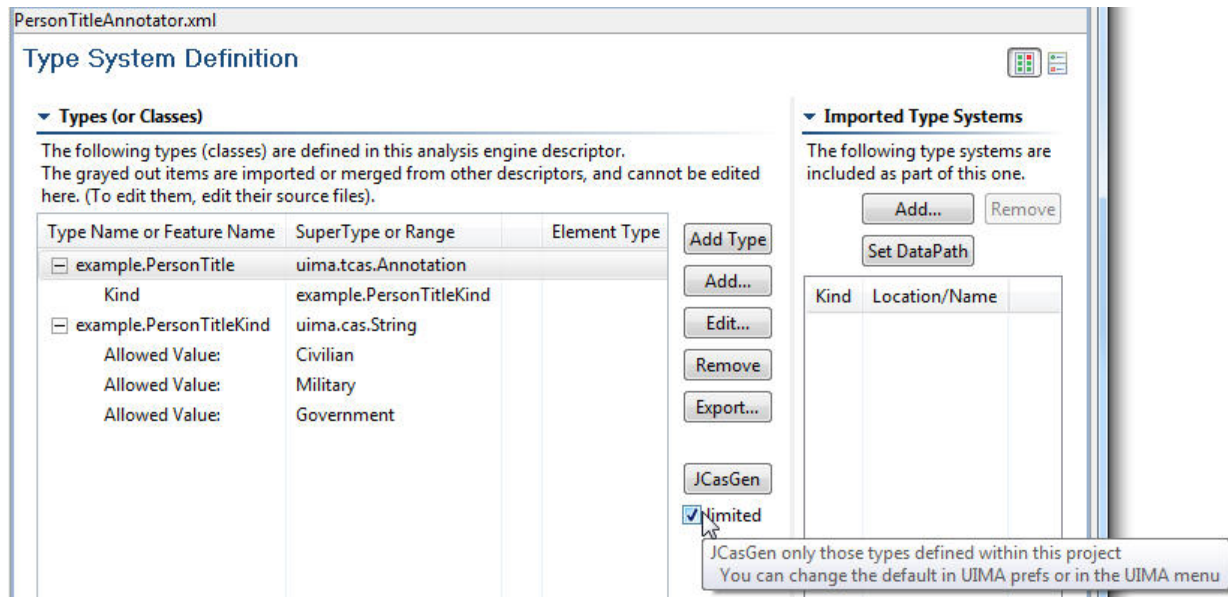 PersonTitleAnnotator.xml
Type System Definition
Types (or Classes)
The following types (classes) are defined in this analysis engine descriptor.
The grayed out items are imported or merged from other descriptors, and cannot be edited
here. (To edit them, edit their source files).
Type Name or Feature Name SuperType or Range Element Type
example.PersonTitle uima.tcas.Annotation
Kind example.PersonTitleKind
example.PersonTitleKind uima.cas.String
Allowed Value: Civilian
Allowed Value: Military
Allowed Value: Government
Add Type
Add...
Edit...
Remove
Export...
JCasGen
limited
JCasGen only those types defined within this project
You can change the default in UIMA prefs or in the UIMA menu
Imported Type Systems
The following type systems are
included as part of this one.
Add... Remove
Set DataPath
Kind Location/Name